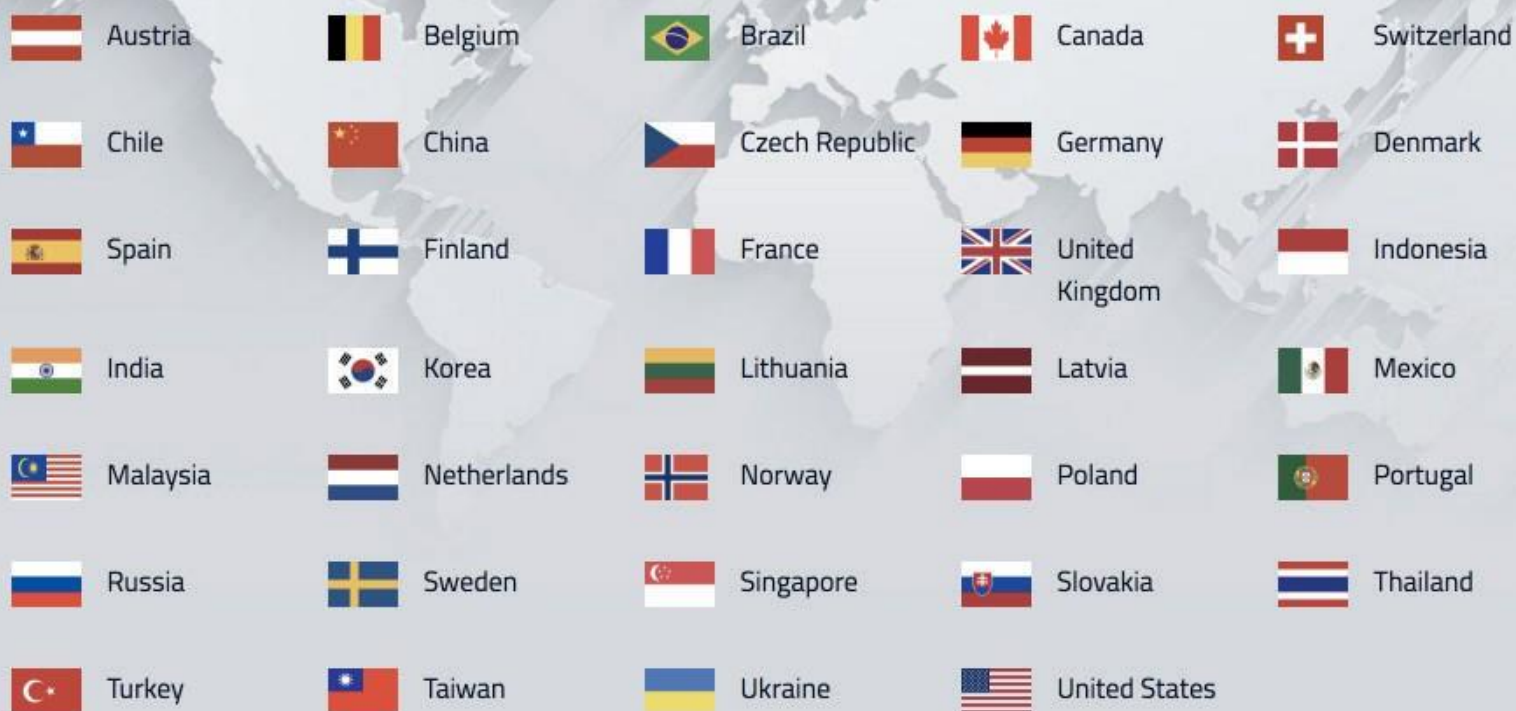 Austria
Belgium
Brazil
Canada
Switzerland
Chile
China
Czech Republic
Germany
Denmark
Spain
Finland
France
United
Kingdom
Indonesia
India
Korea
Lithuania
Latvia
Mexico
Malaysia
Netherlands
Norway
Poland
Portugal
Russia
Sweden
Singapore
Slovakia
Thailand
Turkey
Taiwan
Ukraine
United States